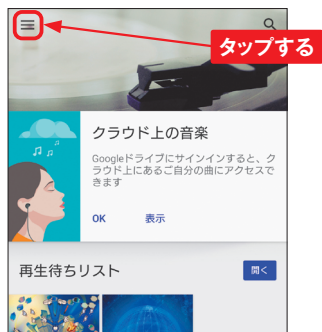 タップする
クラウド上の音楽
Googleドライブにサインインすると、ク
ラウド上にあるご自分の曲にアクセスで
きます
OK 表示
再生待ちリスト 開く